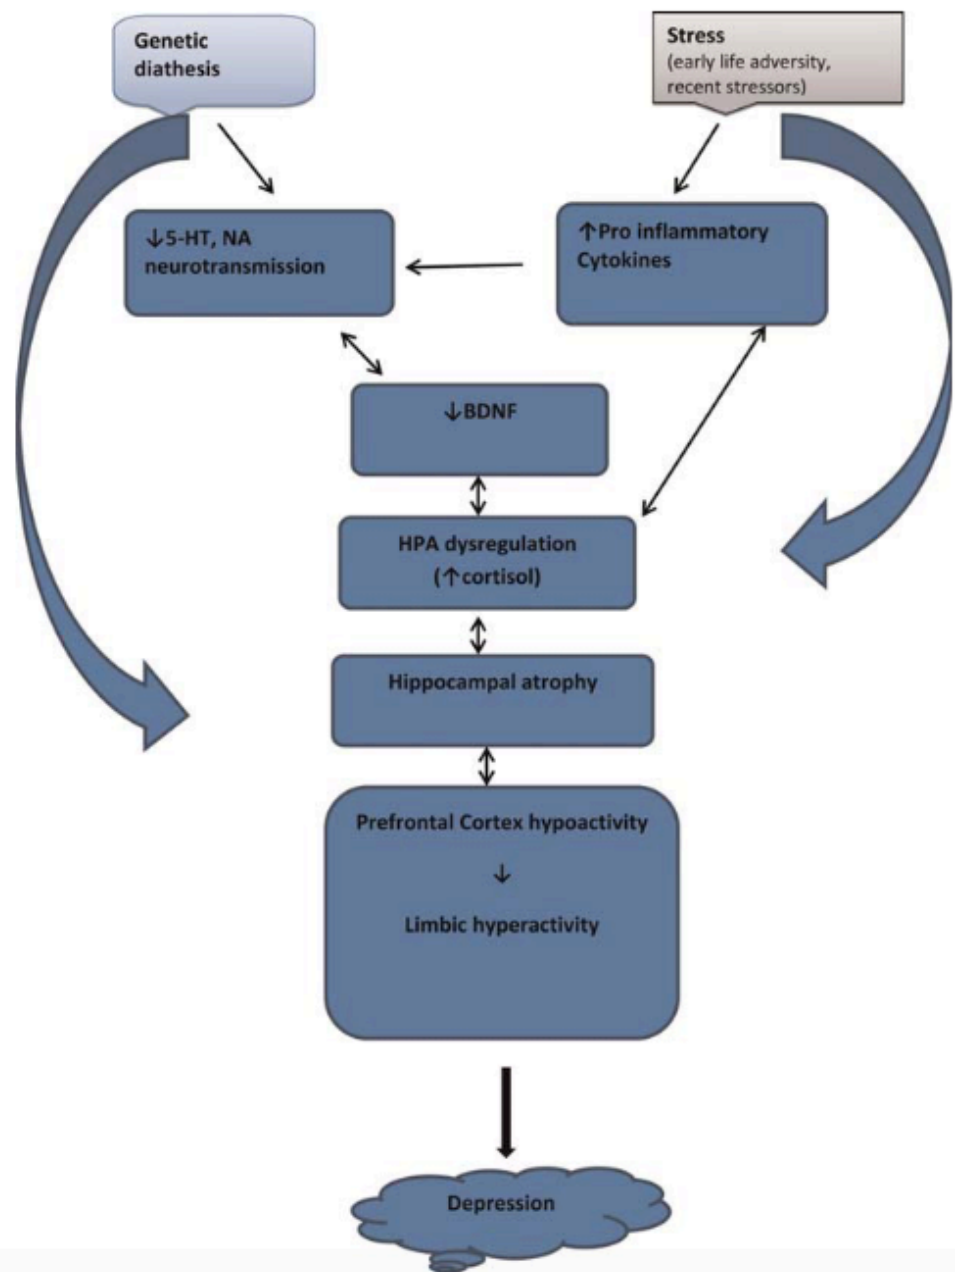 Genetic
diathesis
Stress
(early life adversity,
recent stressors)
↓5-HT, NA
neurotransmission
↑Pro inflammatory
Cytokines
↓BDNF
HPA dysregulation
(↑cortisol)
Hippocampal atrophy
Prefrontal Cortex hypoactivity
↓
Limbic hyperactivity
Depression